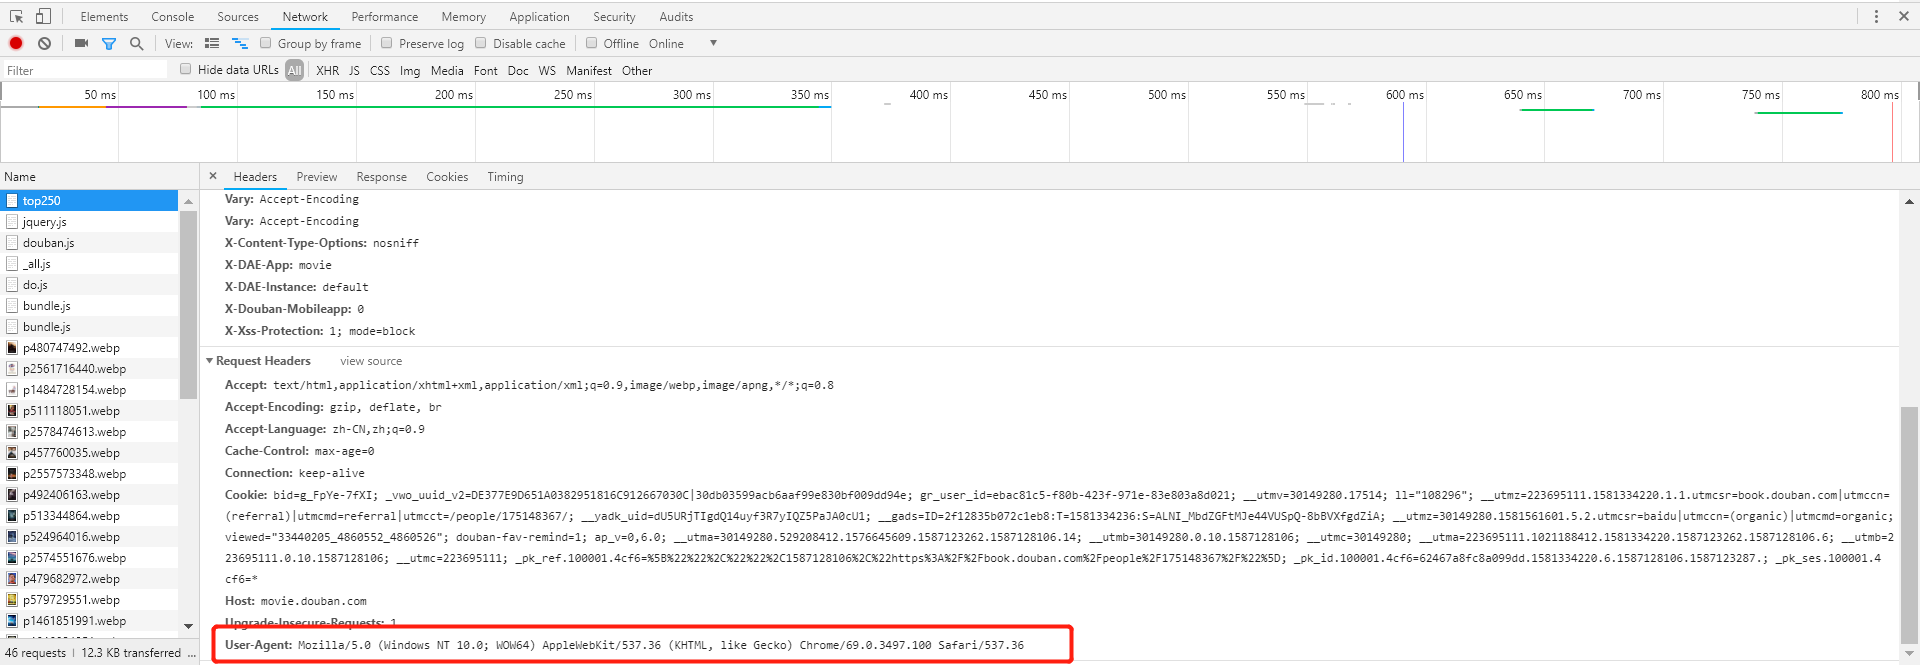 Elements Console Sources Network Performance Memory Application Security Audits
View: Group by frame Preserve log Disable cache Offline Online
Filter Hide data URLs All XHR JS CSS Img Media Font Doc WS Manifest Other
50 ms 100 ms 150 ms 200 ms 250 ms 300 ms 350 ms 400 ms 450 ms 500 ms 550 ms 600 ms 650 ms 700 ms 750 ms 800 ms
Name
top250
jquery.js
douban.js
_all.js
do.js
bundle.js
bundle.js
p480747492.webp
p2561716440.webp
p1484728154.webp
p511118051.webp
p2578474613.webp
p457760035.webp
p2557573348.webp
p492406163.webp
p513344864.webp
p524964016.webp
p2574551676.webp
p479682972.webp
p579729551.webp
p1461851991.webp
46 requests | 12.3 KB transferred ...
× Headers Preview Response Cookies Timing
Vary: Accept-Encoding
Vary: Accept-Encoding
X-Content-Type-Options: nosniff
X-DAE-App: movie
X-DAE-Instance: default
X-Douban-Mobileapp: 0
X-Xss-Protection: 1; mode=block
Request Headers view source
Accept: text/html,application/xhtml+xml,application/xml;q=0.9,image/webp,image/apng,*/*;q=0.8
Accept-Encoding: gzip, deflate, br
Accept-Language: zh-CN,zh;q=0.9
Cache-Control: max-age=0
Connection: keep-alive
Cookie: bid=g_FpYe-7fXI; _vwo_uuid_v2=DE377E9D651A0382951816C912667030C|30db03599acb6aaf99e830bf009dd94e; gr_user_id=ebac81c5-f80b-423f-971e-83e803a8d021; __utmv=30149280.17514; ll="108296"; __utmz=223695111.1581334220.1.1.utmcsr=book.douban.com|utmccn=
(referral)|utmcmd=referral|utmcct=/people/175148367/; __yadk_uid=dU5URjTIgdQ14uyf3R7yIQZ5PaJA0cU1; __gads=ID=2f12835b072c1eb8:T=1581334236:S=ALNI_MbdZGFtMJe44VUSpQ-8bBVXfgdZiA; __utmz=30149280.1581561601.5.2.utmcsr=baidu|utmccn=(organic)|utmcmd=organic;
viewed="33440205_4860552_4860526"; douban-fav-remind=1; ap_v=0,6.0; __utma=30149280.529208412.1576645609.1587123262.1587128106.14; __utmb=30149280.0.10.1587128106; __utmc=30149280; __utma=223695111.1021188412.1581334220.1587123262.1587128106.6; __utmb=2
23695111.0.10.1587128106; __utmc=223695111; _pk_ref.100001.4cf6=%5B%22%22%2C%22%22%2C1587128106%2C%22https%3A%2F%2Fbook.douban.com%2Fpeople%2F175148367%2F%22%5D; _pk_id.100001.4cf6=62467a8fc8a099dd.1581334220.6.1587128106.1587123287.; _pk_ses.100001.4
cf6=*
Host: movie.douban.com
Upgrade-Insecure-Requests: 1
User-Agent: Mozilla/5.0 (Windows NT 10.0; WOW64) AppleWebKit/537.36 (KHTML, like Gecko) Chrome/69.0.3497.100 Safari/537.36